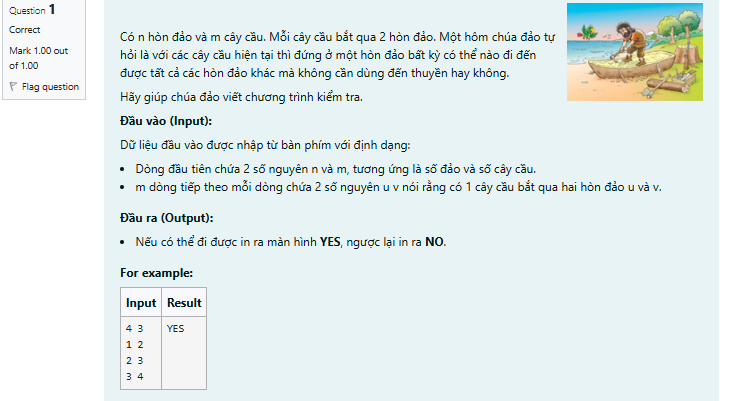 Question 1
Correct
Mark 1.00 out
of 1.00
Flag question
Có n hòn đảo và m cây cầu. Mỗi cây cầu bắt qua 2 hòn đảo. Một hôm chúa đảo tự
hỏi là với các cây cầu hiện tại thì đứng ở một hòn đảo bất kỳ có thể nào đi đến
được tất cả các hòn đảo khác mà không cần dùng đến thuyền hay không.
Hãy giúp chúa đảo viết chương trình kiểm tra.
Đầu vào (Input):
Dữ liệu đầu vào được nhập từ bàn phím với định dạng:
• Dòng đầu tiên chứa 2 số nguyên n và m, tương ứng là số đảo và số cây cầu.
• m dòng tiếp theo mỗi dòng chứa 2 số nguyên u v nói rằng có 1 cây cầu bắt qua hai hòn đảo u và v.
Đầu ra (Output):
• Nếu có thể đi được in ra màn hình YES, ngược lại in ra NO.
For example:
Input Result
4 3 YES
1 2
2 3
3 4